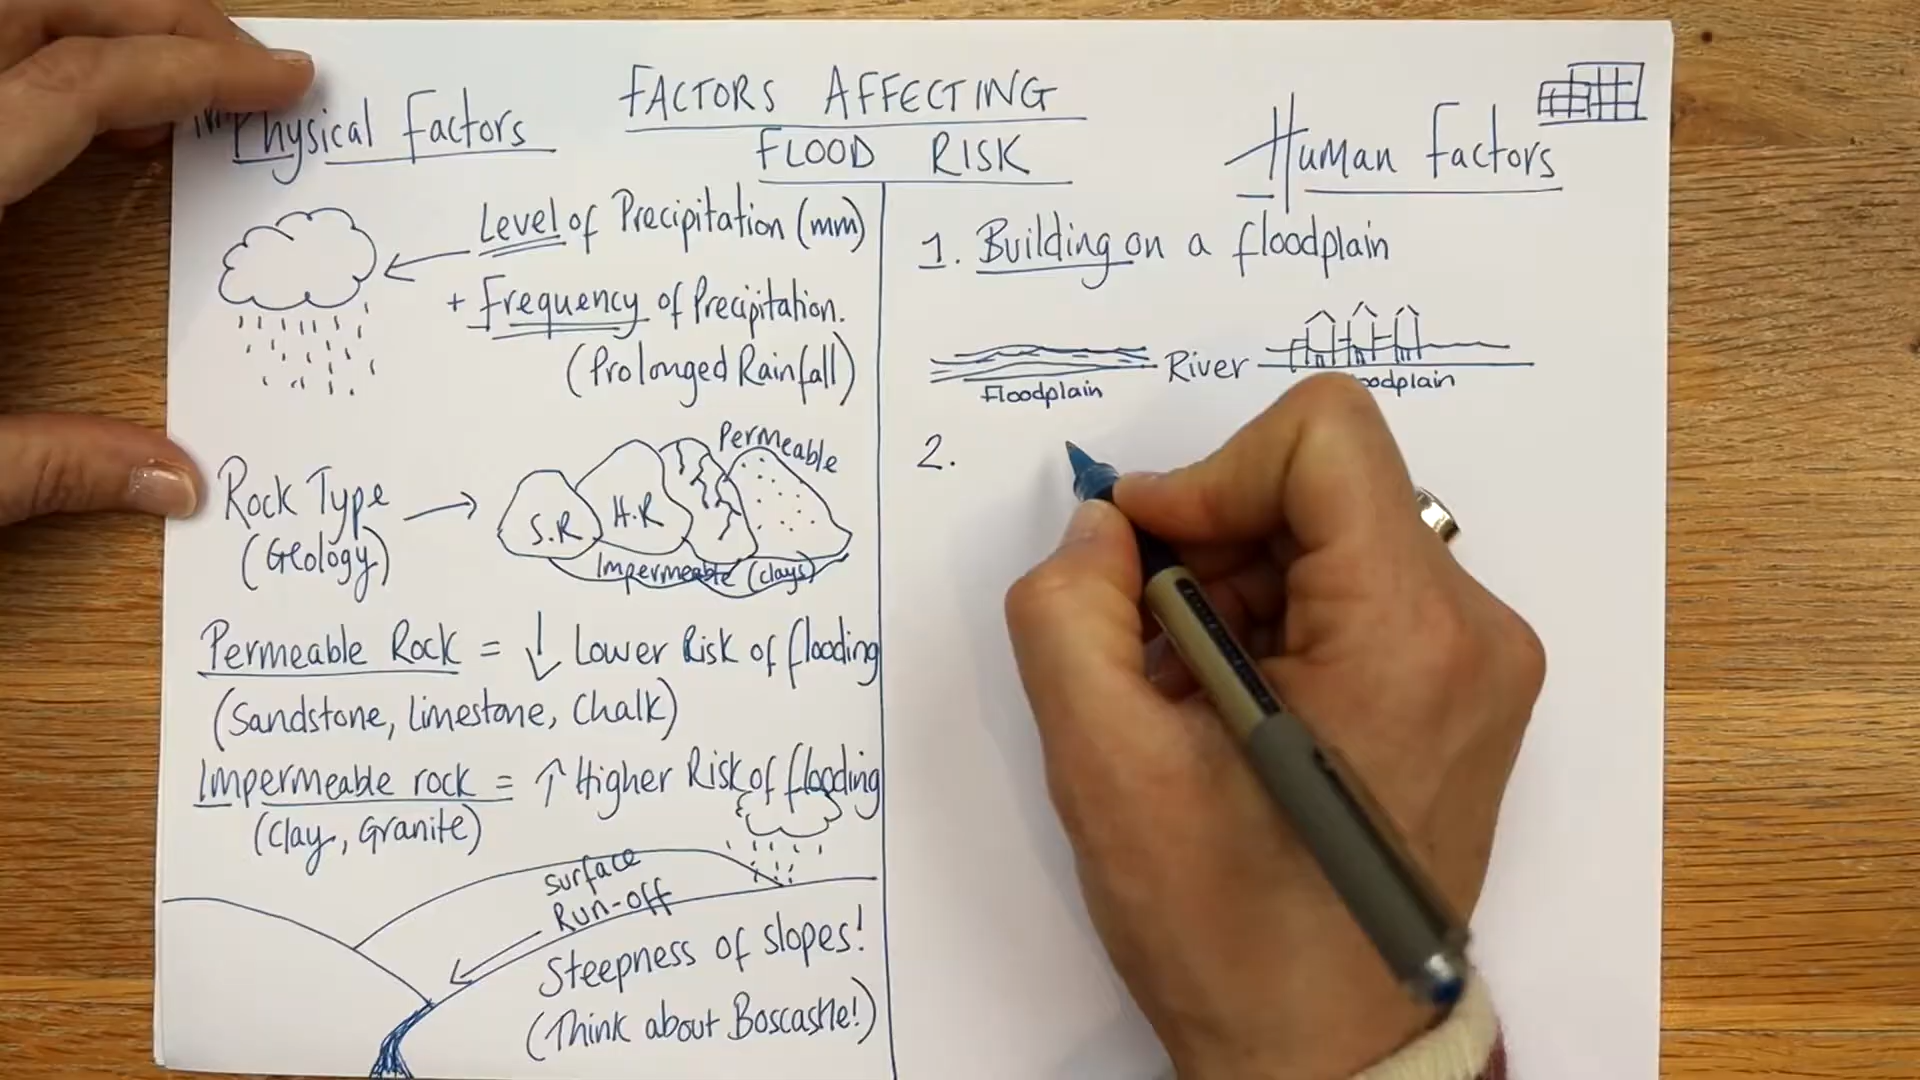 FACTORS AFFECTING
FLOOD RISK
Physical Factors
Level of Precipitation (mm)
+ Frequency of Precipitation.
(Prolonged Rainfall)
Rock Type
(Geology)
S.R
H.R
Permeable
Impermeable (clays)
Permeable Rock = ↓ Lower Risk of flooding
(Sandstone, Limestone, Chalk)
Impermeable rock = ↑ Higher Risk of flooding
(Clay, Granite)
Surface
Run-off
Steepness of slopes!
(Think about Boscastle!)
Human Factors
1. Building on a floodplain
River
Floodplain
2.